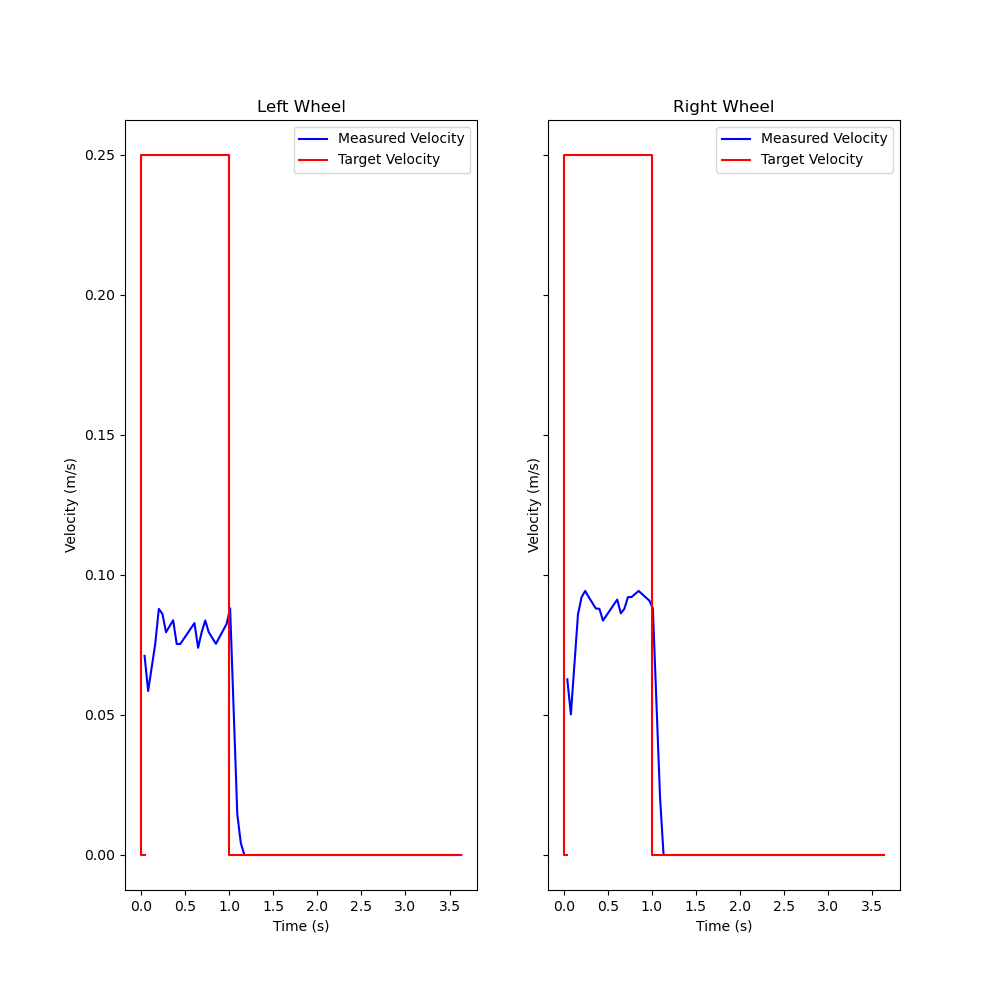 Left Wheel
Measured Velocity
Target Velocity
0.25
0.20
0.15
0.10
0.05
0.00
Velocity (m/s)
0.0 0.5 1.0 1.5 2.0 2.5 3.0 3.5
Time (s)
Right Wheel
Measured Velocity
Target Velocity
Velocity (m/s)
0.0 0.5 1.0 1.5 2.0 2.5 3.0 3.5
Time (s)